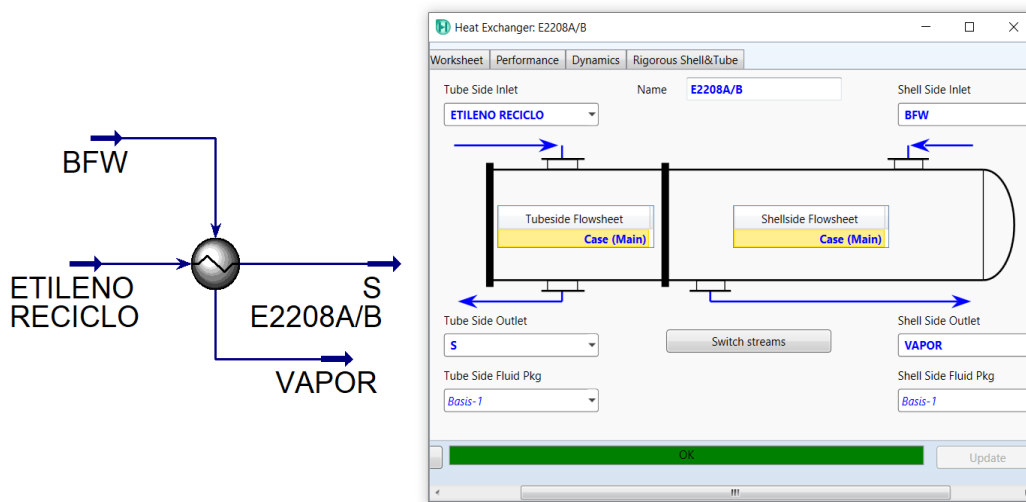 BFW
ETILENO
RECICLO
S
E2208A/B
VAPOR
Heat Exchanger: E2208A/B
Worksheet Performance Dynamics Rigorous Shell&Tube
Tube Side Inlet Name E2208A/B Shell Side Inlet
ETILENO RECICLO BFW
Tubeside Flowsheet Shellside Flowsheet
Case (Main) Case (Main)
Tube Side Outlet Shell Side Outlet
S Switch streams VAPOR
Tube Side Fluid Pkg Shell Side Fluid Pkg
Basis-1 Basis-1
OK Update